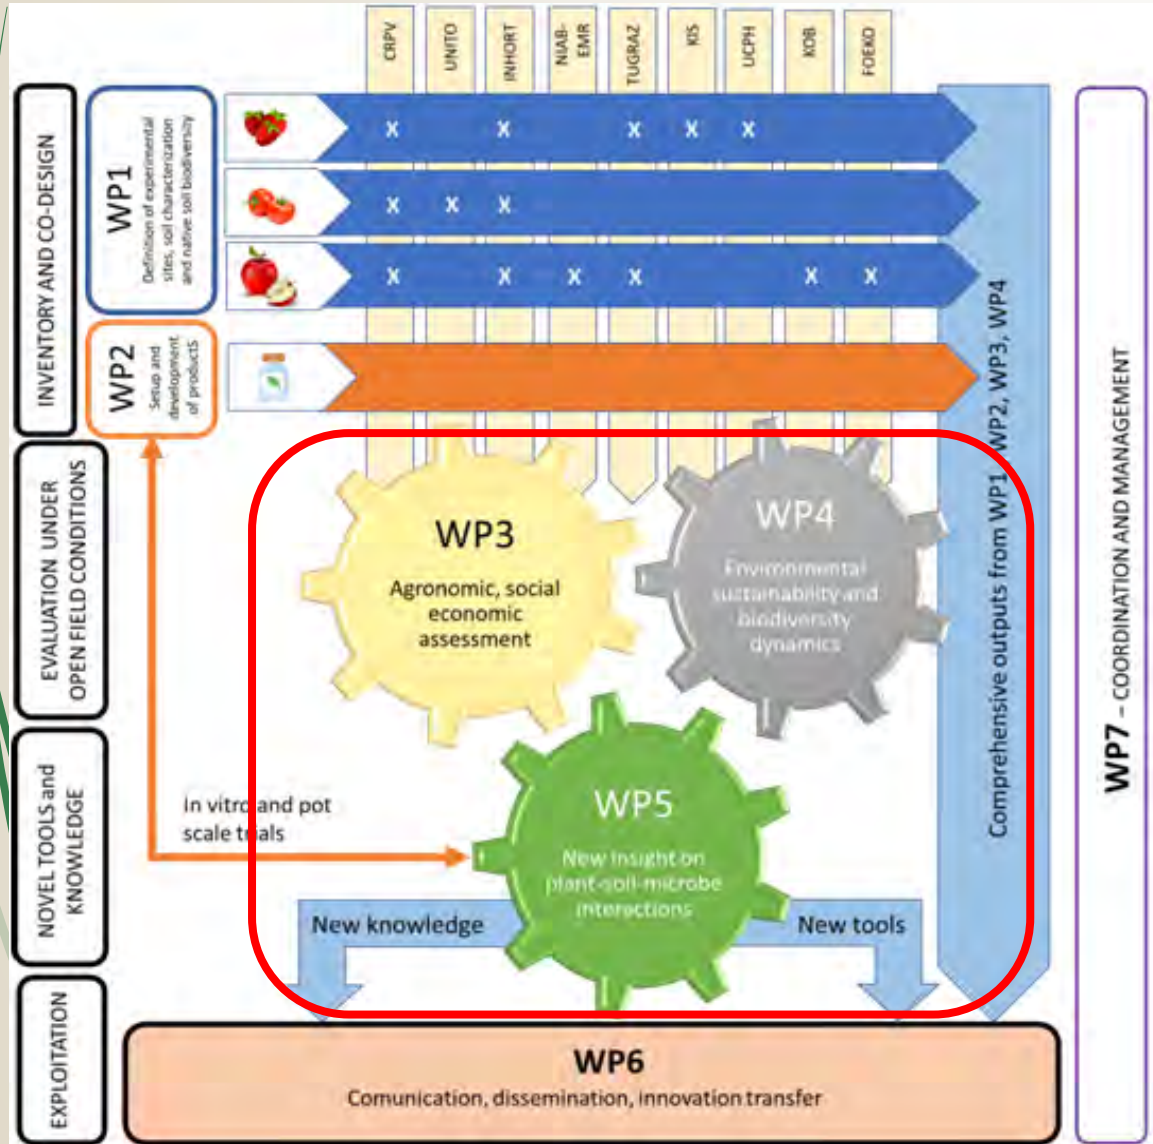 CRPV
UNITO
INHORT
NIAB-
EMR
TUGRAZ
KIS
UCPH
KOB
FOEKO
INVENTORY AND CO-DESIGN
WP1
Definition of experimental
sites, soil characterization
and native soil biodiversity
X X X X X
X X X
X X X X X X
WP2
Setup and
development
of products
EVALUATION UNDER
OPEN FIELD CONDITIONS
WP3
Agronomic, social
economic
assessment
WP4
Environmental
sustainability and
biodiversity
dynamics
Comprehensive outputs from WP1, WP2, WP3, WP4
WP7 – COORDINATION AND MANAGEMENT
NOVEL TOOLS and
KNOWLEDGE
In vitro and pot
scale trials
WP5
New insight on
plant-soil-microbe
interactions
New knowledge
New tools
EXPLOITATION
WP6
Comunication, dissemination, innovation transfer